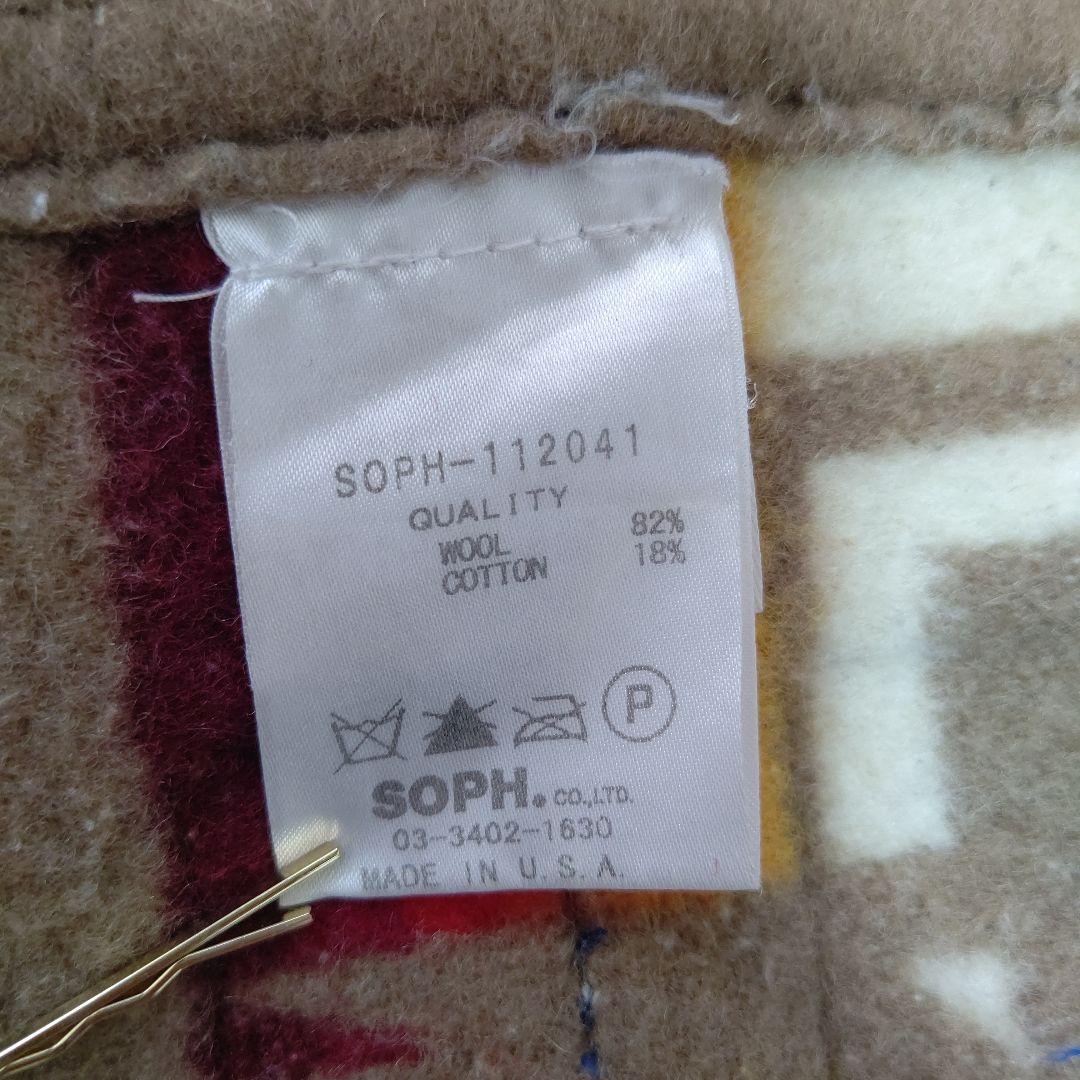 SOPH-112041
QUALITY
WOOL 82%
COTTON 18%
P
SOPH. CO.,LTD.
03-3402-1630
MADE IN U.S.A.